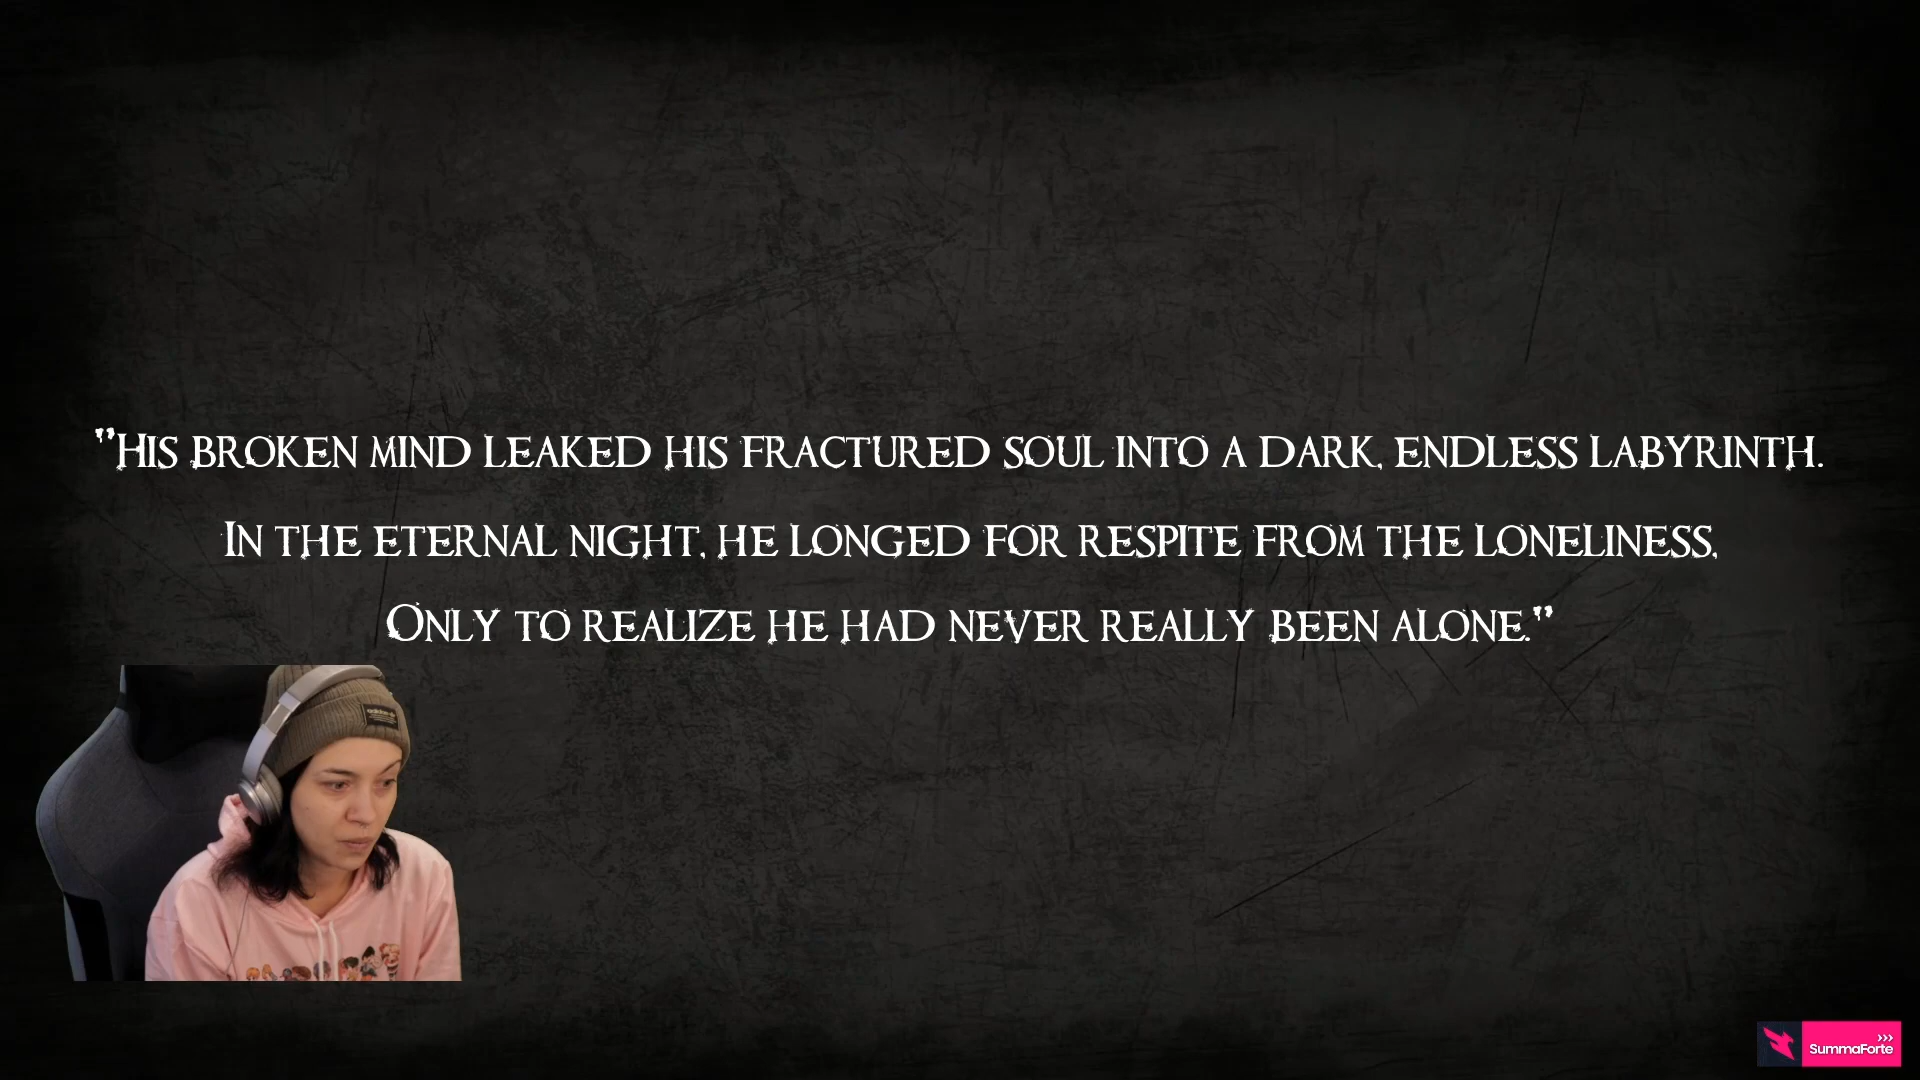 "His broken mind leaked his fractured soul into a dark, endless labyrinth.
In the eternal night, he longed for respite from the loneliness,
Only to realize he had never really been alone."
SummaForte